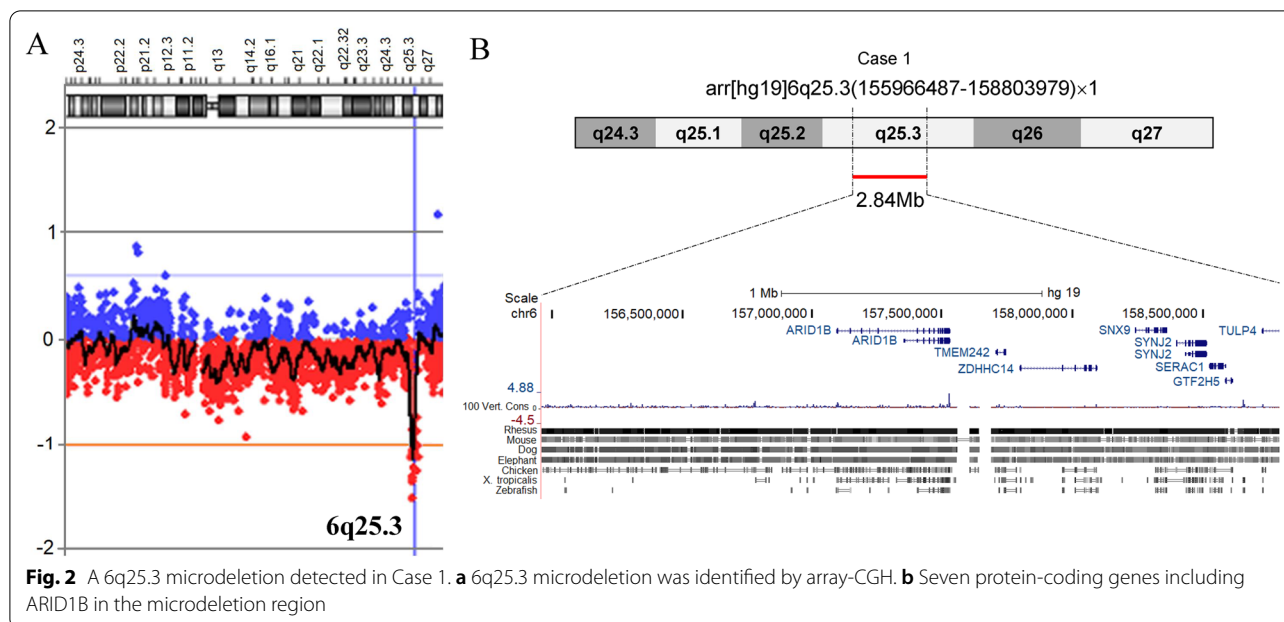 A
p24.3 p22.2 p21.2 p12.3 p11.2 q13 q14.2 q16.1 q21 q22.1 q22.32 q23.3 q24.3 q25.3 q27
2
1
0
-1
-2
6q25.3
B
Case 1
arr[hg19]6q25.3(155966487-158803979)×1
q24.3 q25.1 q25.2 q25.3 q26 q27
2.84Mb
Scale 1 Mb hg 19
chr6 156,500,000 157,000,000 157,500,000 158,000,000 158,500,000
ARID1B SNX9 TULP4
ARID1B SYNJ2
TMEM242 SYNJ2
ZDHHC14 SERAC1
GTF2H5
4.88
100 Vert. Cons 0
-4.5
Rhesus
Mouse
Dog
Elephant
Chicken
X. tropicalis
Zebrafish
Fig. 2 A 6q25.3 microdeletion detected in Case 1. a 6q25.3 microdeletion was identified by array-CGH. b Seven protein-coding genes including
ARID1B in the microdeletion region